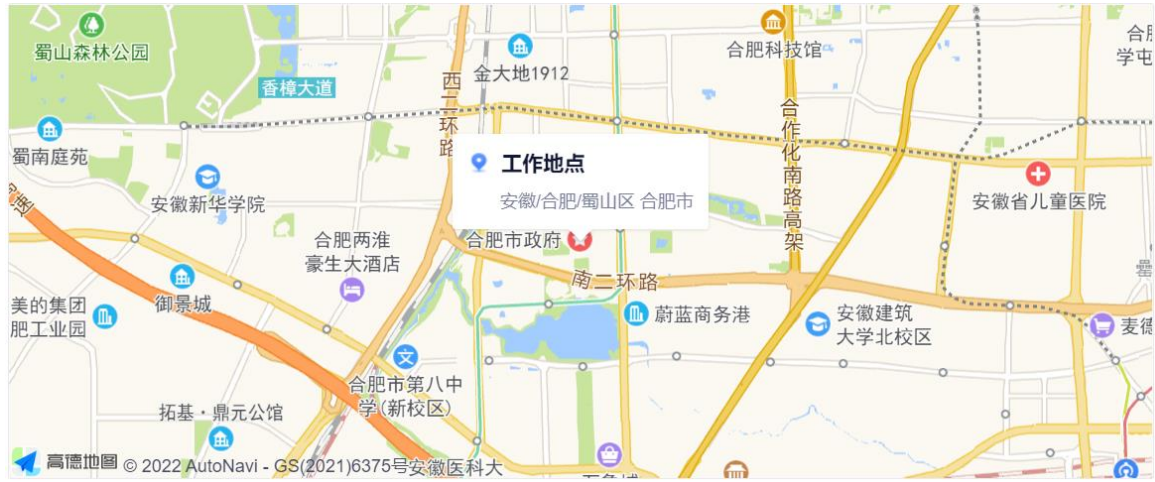 蜀山森林公园
香樟大道
金大地1912
合肥科技馆
西二环路
蜀南庭苑
合作化南路高架
工作地点
安徽/合肥/蜀山区 合肥市
安徽新华学院
安徽省儿童医院
速
合肥两淮
豪生大酒店
合肥市政府
南二环路
御景城
美的集团
肥工业园
蔚蓝商务港
安徽建筑
大学北校区
麦德
合肥市第八中
学(新校区)
拓基·鼎元公馆
高德地图 © 2022 AutoNavi - GS(2021)6375号
安徽医科大